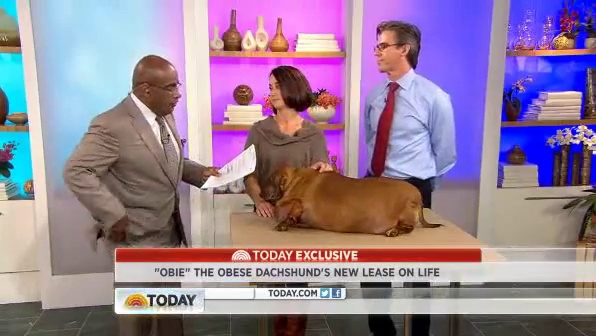 TODAY EXCLUSIVE
"OBIE" THE OBESE DACHSHUND'S NEW LEASE ON LIFE
TODAY TODAY.COM